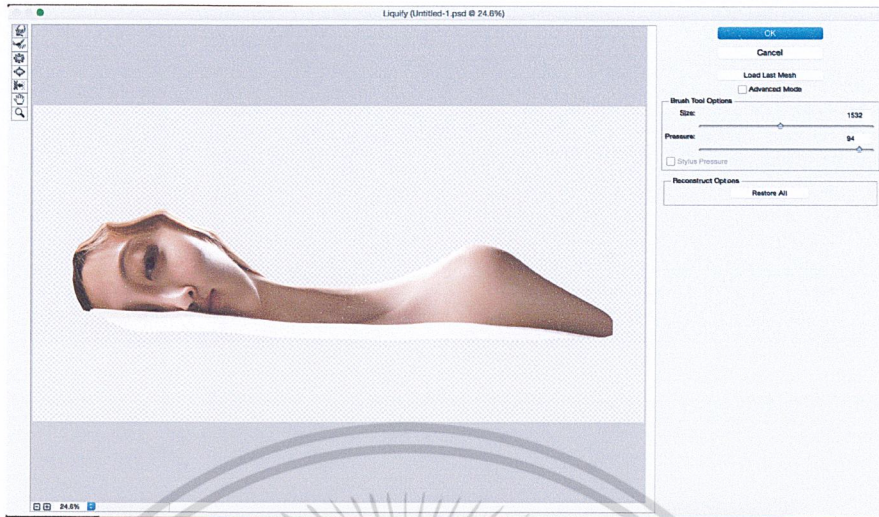 Liquify (Untitled-1.psd @ 24.6%)
OK
Cancel
Load Last Mesh
Advanced Mode
Brush Tool Options
Size: 1532
Pressure: 94
Stylus Pressure
Reconstruct Options
Restore All
24.6%